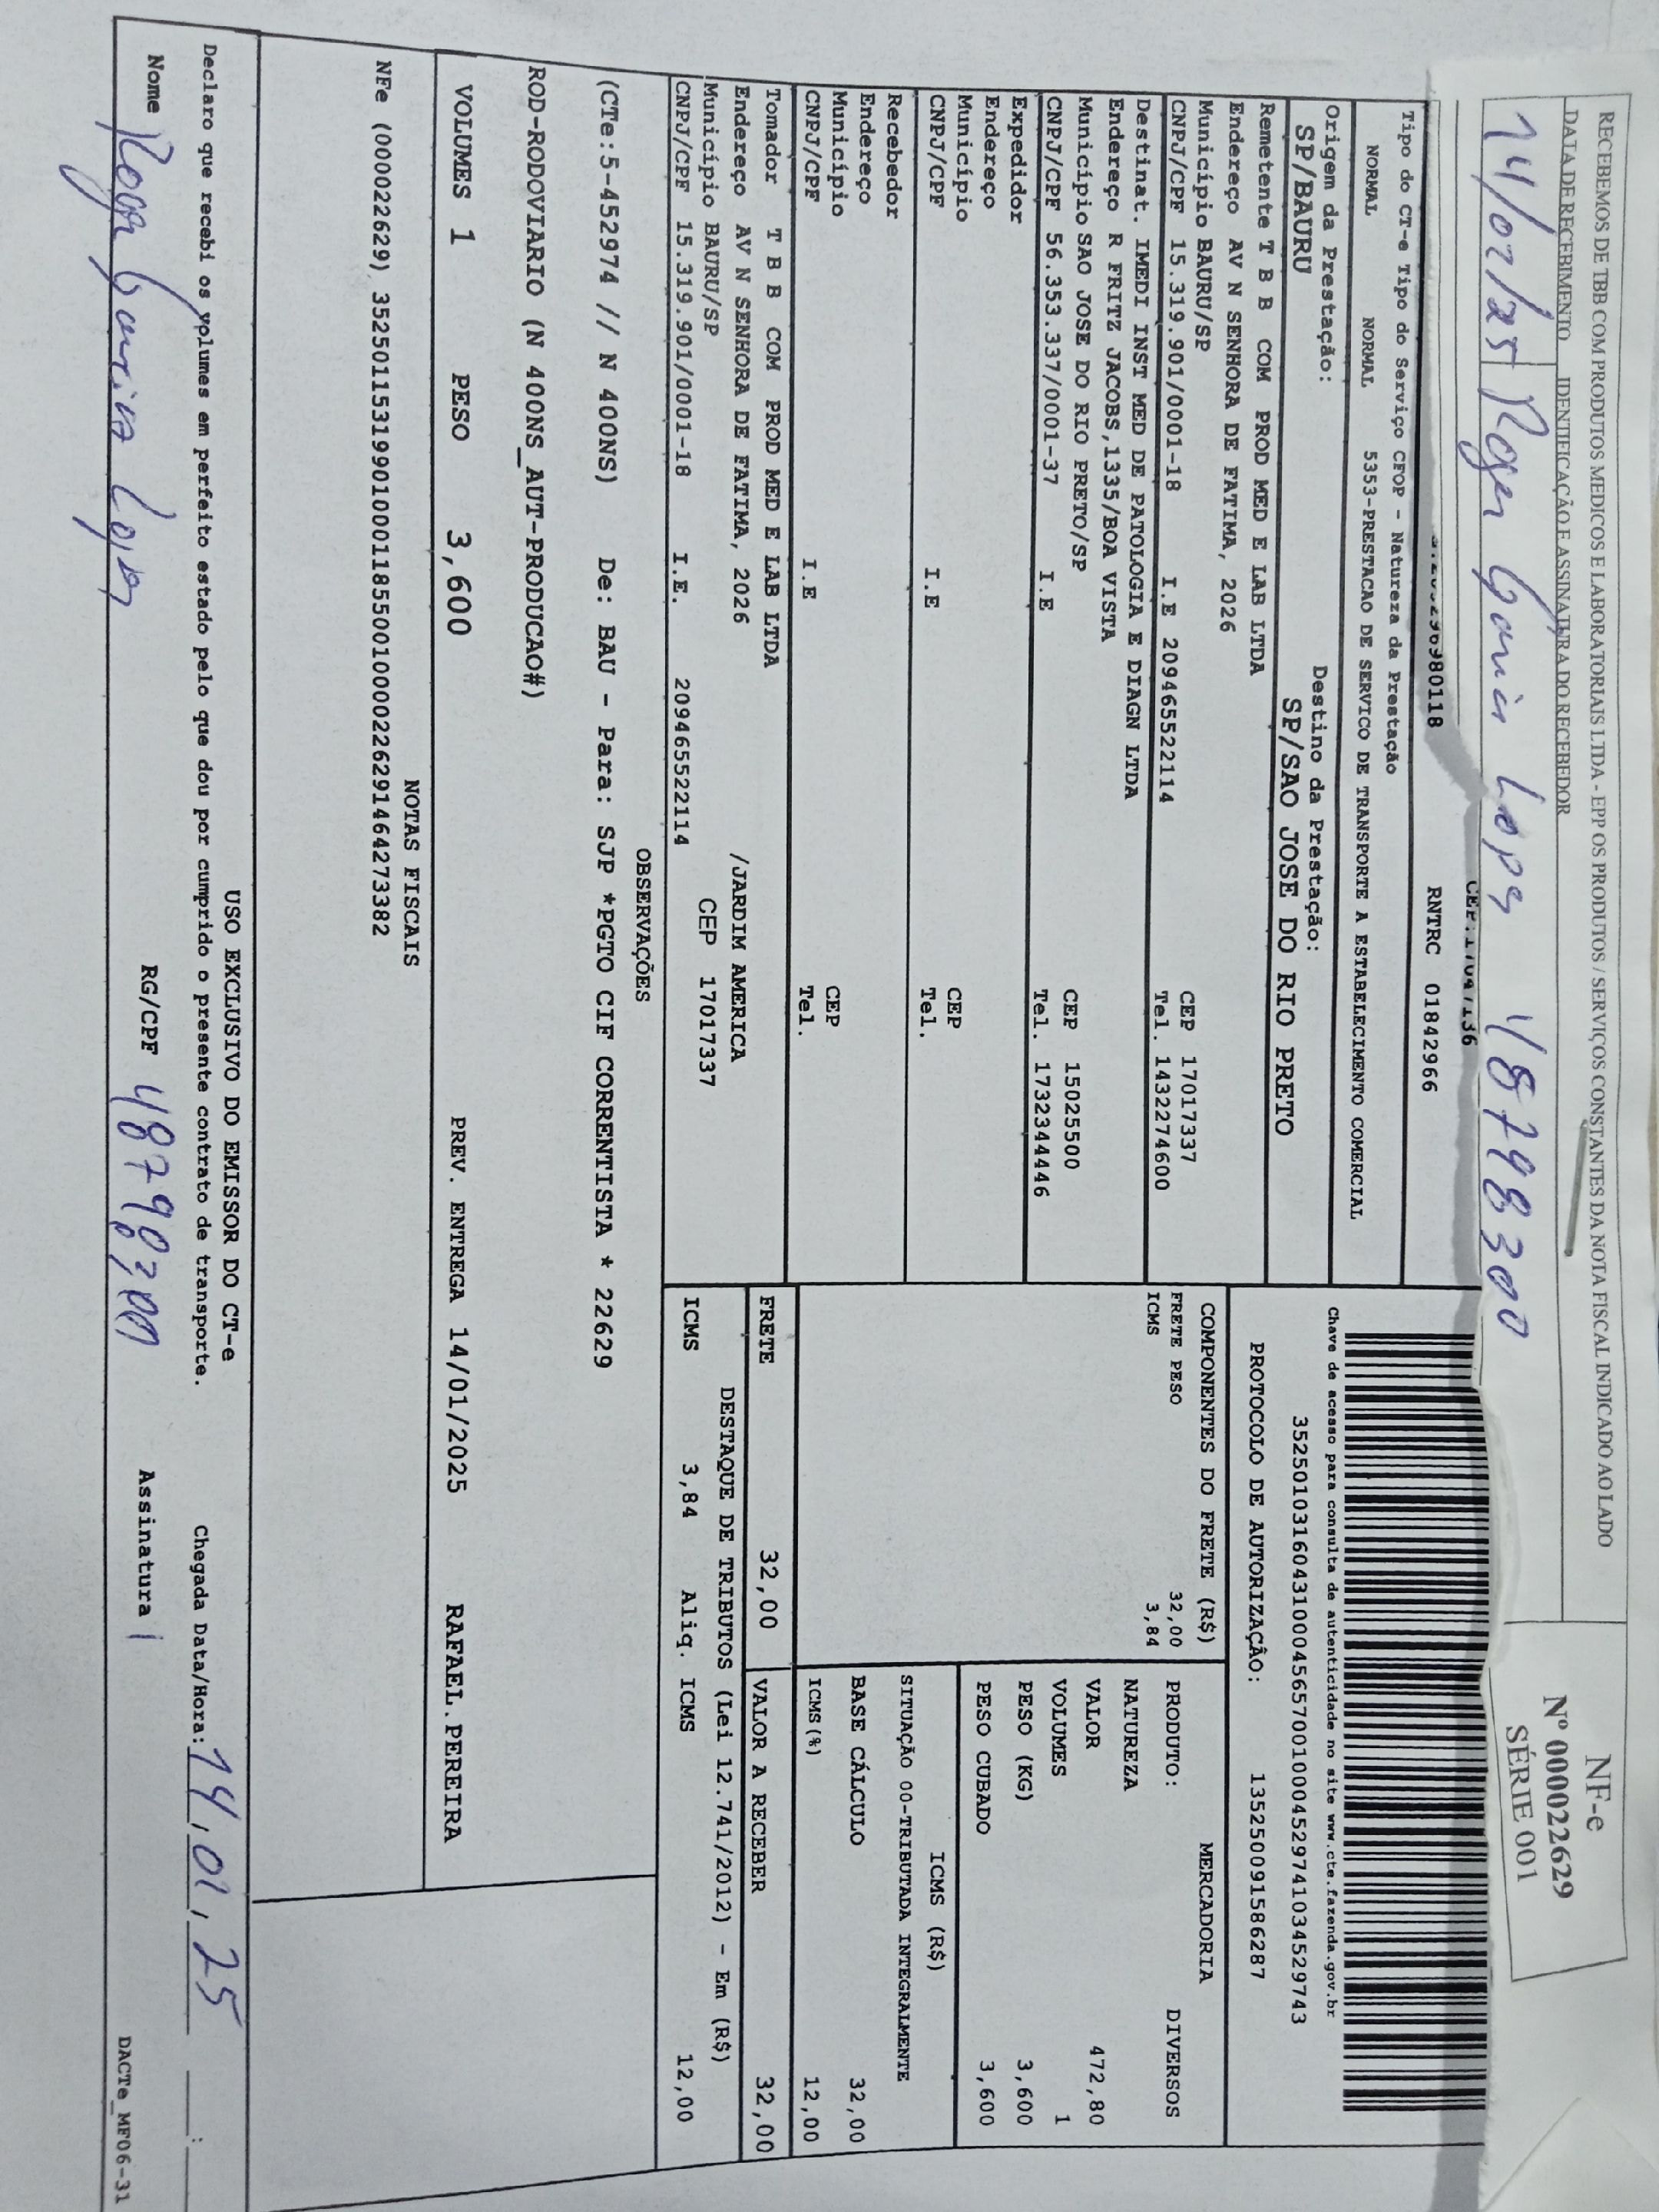 RECEBEMOS DE TBB COM PRODUTOS MEDICOS E LABORATORIAIS LTDA - EPP OS PRODUTOS / SERVIÇOS CONSTANTES DA NOTA FISCAL INDICADO AO LADO
DATA DE RECEBIMENTO IDENTIFICAÇÃO E ASSINATURA DO RECEBEDOR
14/01/25 Roger Garcia Lopes 48798300
NF-e
Nº 000022629
SÉRIE 001
RNTRC 01842966
Tipo do CT-e Tipo do Serviço CFOP - Natureza da Prestação
NORMAL NORMAL 5353-PRESTACAO DE SERVICO DE TRANSPORTE A ESTABELECIMENTO COMERCIAL
Origem da Prestação: Destino da Prestação:
SP/BAURU SP/SAO JOSE DO RIO PRETO
Chave de acesso para consulta de autenticidade no site www.cte.fazenda.gov.br
35250103160431000456570010004529741034529743
PROTOCOLO DE AUTORIZAÇÃO: 135250091586287
Remetente T B B COM PROD MED E LAB LTDA
Endereço AV N SENHORA DE FATIMA, 2026
Município BAURU/SP CEP 17017337
CNPJ/CPF 15.319.901/0001-18 I.E 209465522114 Tel. 1432274600
Destinat. IMEDI INST MED DE PATOLOGIA E DIAGN LTDA
Endereço R FRITZ JACOBS,1335/BOA VISTA
Município SAO JOSE DO RIO PRETO/SP CEP 15025500
CNPJ/CPF 56.353.337/0001-37 I.E Tel. 1732344446
Expedidor
Endereço
Município CEP
CNPJ/CPF I.E Tel.
Recebedor
Endereço
Município CEP
CNPJ/CPF I.E Tel.
Tomador T B B COM PROD MED E LAB LTDA
Endereço AV N SENHORA DE FATIMA, 2026 /JARDIM AMERICA
Município BAURU/SP CEP 17017337
CNPJ/CPF 15.319.901/0001-18 I.E. 209465522114
COMPONENTES DO FRETE (R$)
FRETE PESO 32,00
ICMS 3,84
MERCADORIA
PRODUTO: DIVERSOS
NATUREZA
VALOR 472,80
VOLUMES 1
PESO (KG) 3,600
PESO CUBADO 3,600
ICMS (R$)
SITUAÇÃO 00-TRIBUTADA INTEGRALMENTE
BASE CÁLCULO 32,00
ICMS(%) 12,00
FRETE 32,00 VALOR A RECEBER 32,00
DESTAQUE DE TRIBUTOS (Lei 12.741/2012) - Em (R$)
ICMS 3,84 Aliq. ICMS 12,00
OBSERVAÇÕES
(CTe:5-452974 // N 400NS) De: BAU - Para: SJP *PGTO CIF CORRENTISTA * 22629
ROD-RODOVIARIO (N 400NS_AUT-PRODUCAO#)
VOLUMES 1 PESO 3,600 PREV. ENTREGA 14/01/2025 RAFAEL.PEREIRA
NOTAS FISCAIS
NFe (000022629) 35250115319901000118550010000226291464273382
USO EXCLUSIVO DO EMISSOR DO CT-e
Declaro que recebi os volumes em perfeito estado pelo que dou por cumprido o presente contrato de transporte. Chegada Data/Hora: 14,01,25 :
Nome Roger Garcia Lopes RG/CPF Assinatura
DACTe_MF06-31